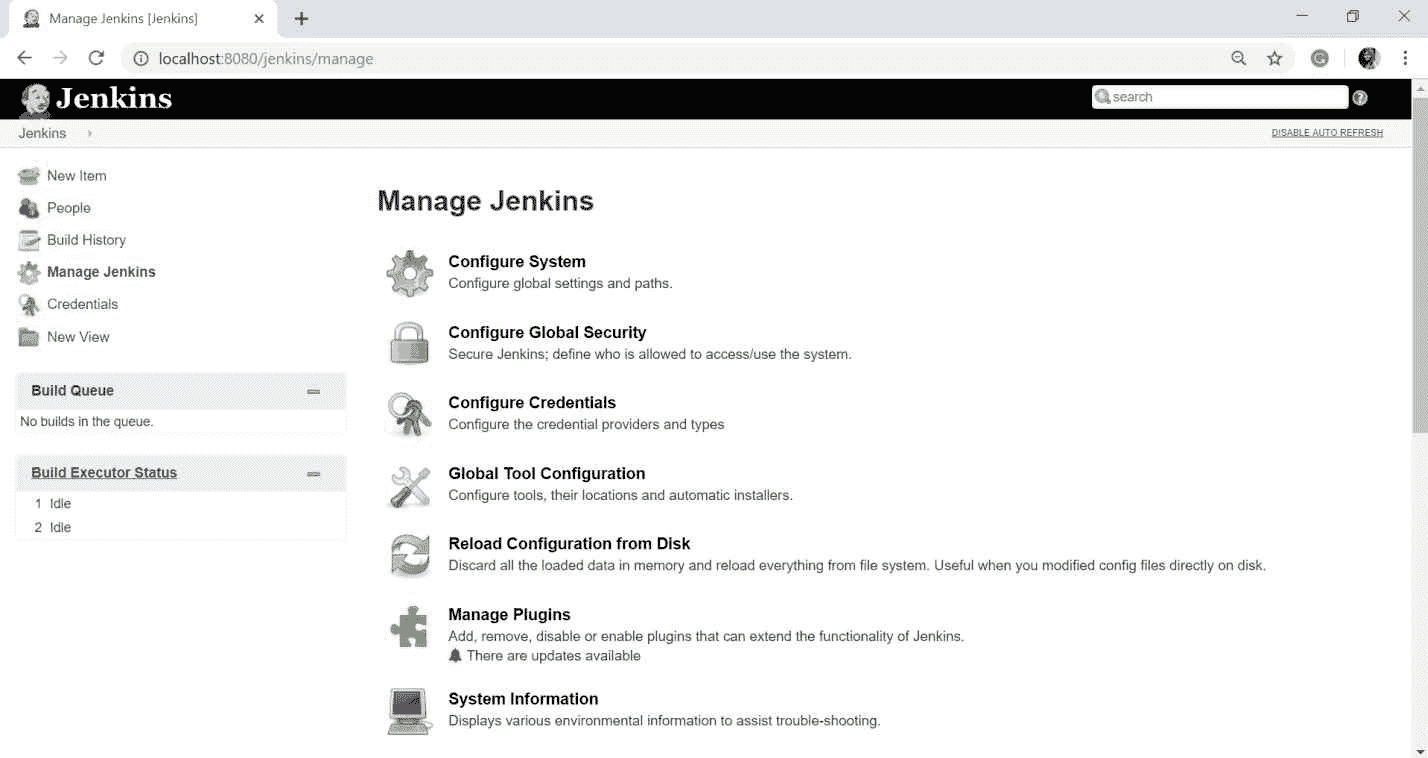 Manage Jenkins [Jenkins]
localhost:8080/jenkins/manage
Jenkins
search
Jenkins
DISABLE AUTO REFRESH
New Item
People
Build History
Manage Jenkins
Credentials
New View
Build Queue
No builds in the queue.
Build Executor Status
1 Idle
2 Idle
Manage Jenkins
Configure System
Configure global settings and paths.
Configure Global Security
Secure Jenkins; define who is allowed to access/use the system.
Configure Credentials
Configure the credential providers and types
Global Tool Configuration
Configure tools, their locations and automatic installers.
Reload Configuration from Disk
Discard all the loaded data in memory and reload everything from file system. Useful when you modified config files directly on disk.
Manage Plugins
Add, remove, disable or enable plugins that can extend the functionality of Jenkins.
There are updates available
System Information
Displays various environmental information to assist trouble-shooting.